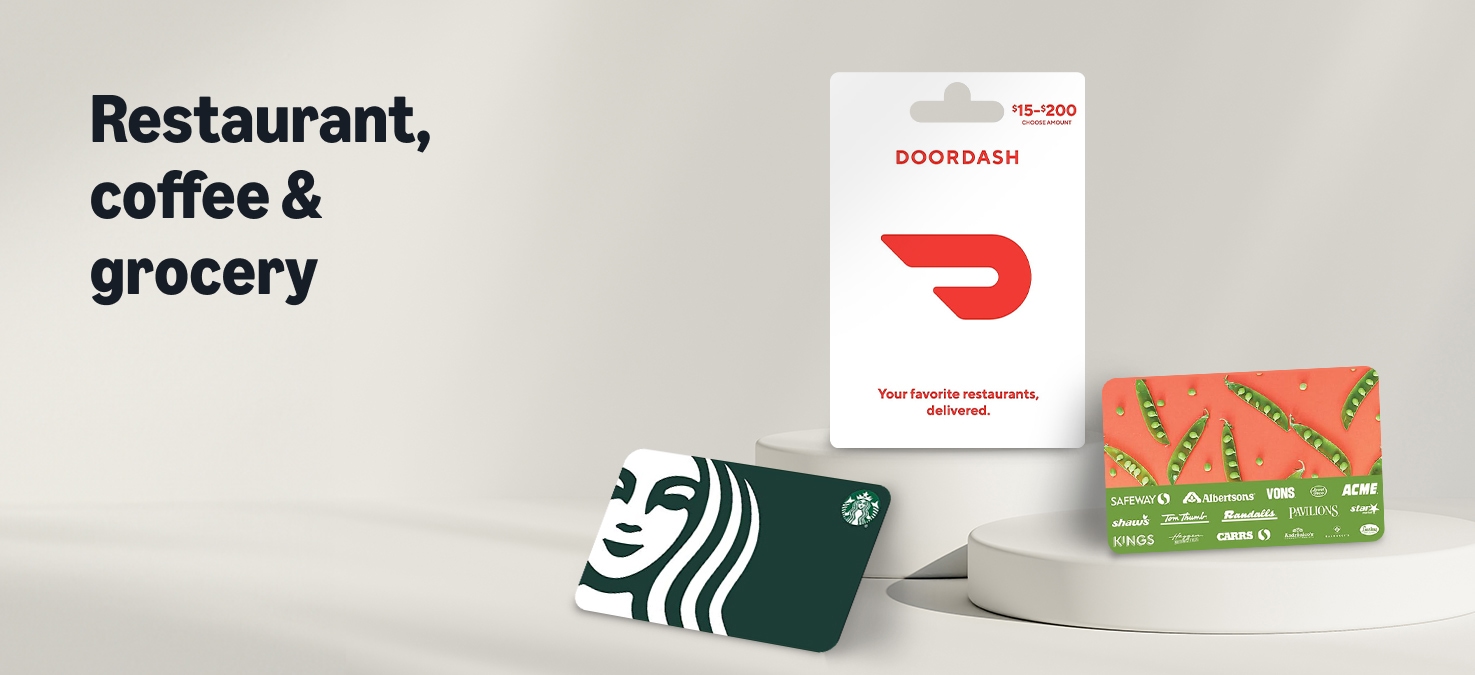 Restaurant,
coffee &
grocery
$15-$200
CHOOSE AMOUNT
DOORDASH
Your favorite restaurants,
delivered.
SAFEWAY Albertsons VONS ACME
shaw's Tom Thumb Randalls PAVILIONS star
KINGS Haggen CARRS